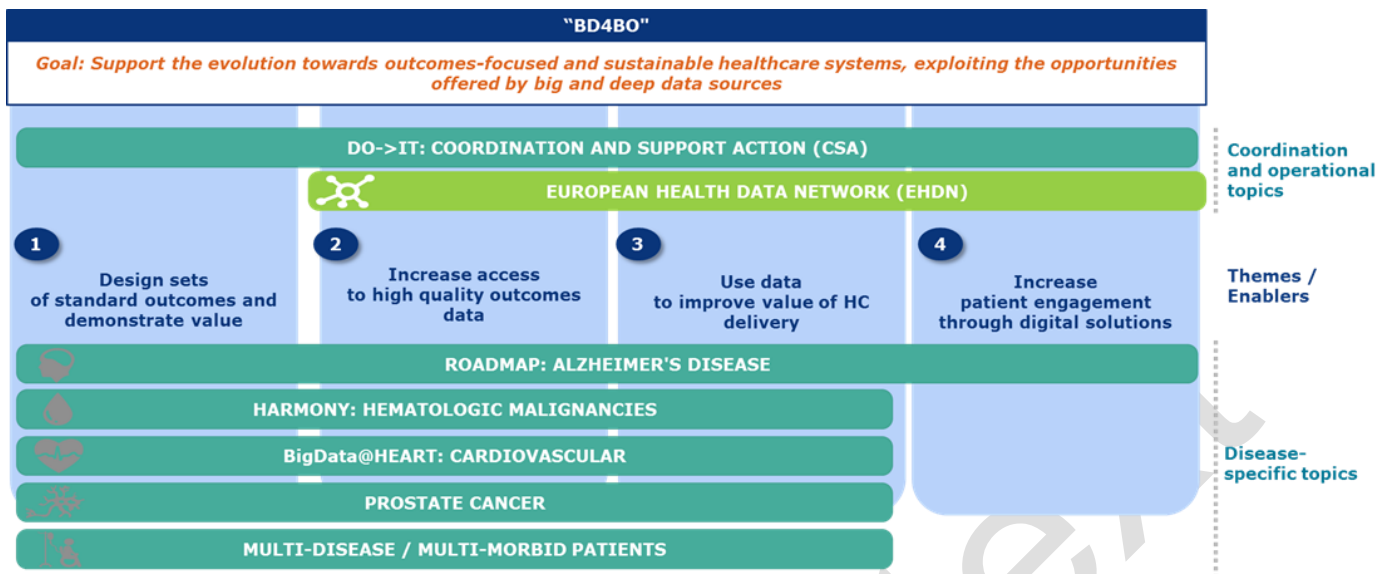 “BD4BO"
Goal: Support the evolution towards outcomes-focused and sustainable healthcare systems, exploiting the opportunities
offered by big and deep data sources
DO->IT: COORDINATION AND SUPPORT ACTION (CSA)
EUROPEAN HEALTH DATA NETWORK (EHDN)
Coordination
and operational
topics
1
Design sets
of standard outcomes and
demonstrate value
2
Increase access
to high quality outcomes
data
3
Use data
to improve value of HC
delivery
4
Increase
patient engagement
through digital solutions
Themes /
Enablers
ROADMAP: ALZHEIMER'S DISEASE
HARMONY: HEMATOLOGIC MALIGNANCIES
BigData@HEART: CARDIOVASCULAR
PROSTATE CANCER
MULTI-DISEASE / MULTI-MORBID PATIENTS
Disease-
specific topics